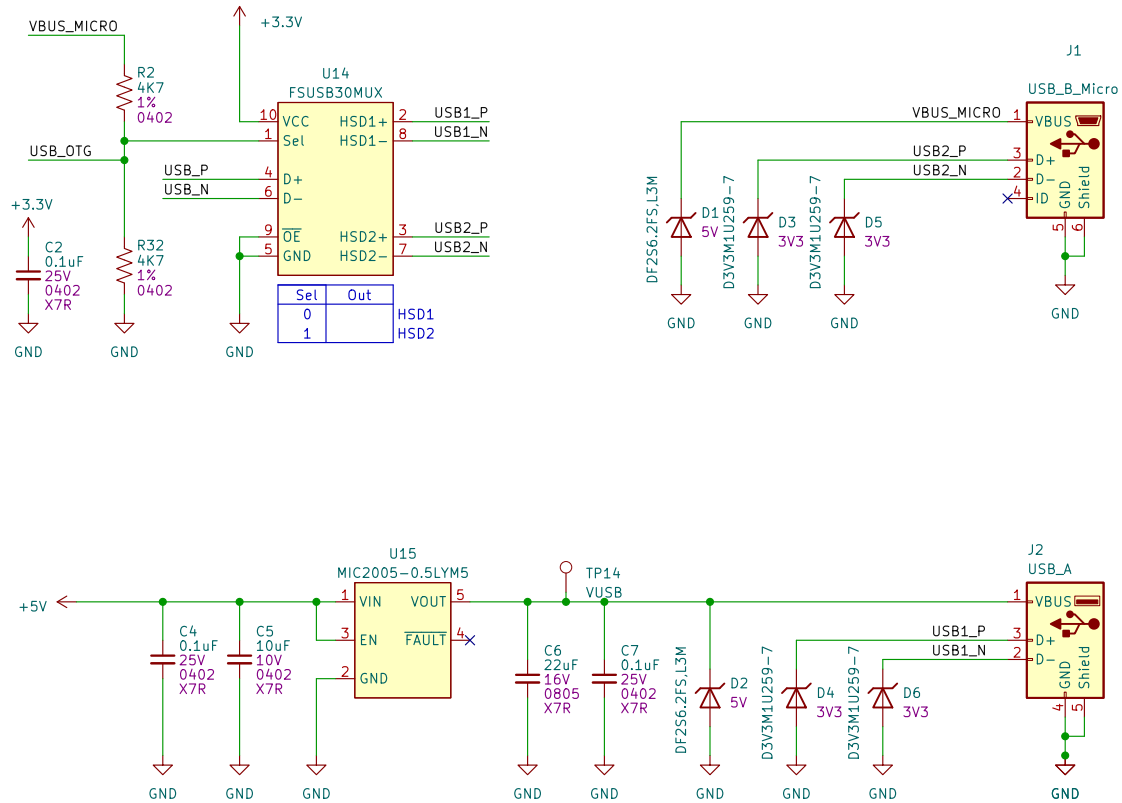 VBUS_MICRO
R2
4K7
1%
0402
USB_OTG
+3.3V
C2
0.1uF
25V
0402
X7R
GND
R32
4K7
1%
0402
GND
+3.3V
U14
FSUSB30MUX
10 VCC HSD1+ 2 USB1_P
1 Sel HSD1- 8 USB1_N
USB_P 4 D+
USB_N 6 D-
9 OE HSD2+ 3 USB2_P
5 GND HSD2- 7 USB2_N
GND
Sel Out
0 HSD1
1 HSD2
J1
USB_B_Micro
VBUS_MICRO 1 VBUS
USB2_P 3 D+
USB2_N 2 D-
4 ID
GND
Shield
5
6
GND
DF2S6.2FS,L3M
D1
5V
GND
D3V3M1U259-7
D3
3V3
GND
D3V3M1U259-7
D5
3V3
GND
+5V
C4
0.1uF
25V
0402
X7R
GND
C5
10uF
10V
0402
X7R
GND
U15
MIC2005-0.5LYM5
1 VIN VOUT 5
3 EN FAULT 4
2 GND
GND
TP14
VUSB
C6
22uF
16V
0805
X7R
GND
C7
0.1uF
25V
0402
X7R
GND
DF2S6.2FS,L3M
D2
5V
GND
D3V3M1U259-7
D4
3V3
GND
D3V3M1U259-7
D6
3V3
GND
J2
USB_A
1 VBUS
USB1_P 3 D+
USB1_N 2 D-
GND
Shield
4
5
GND